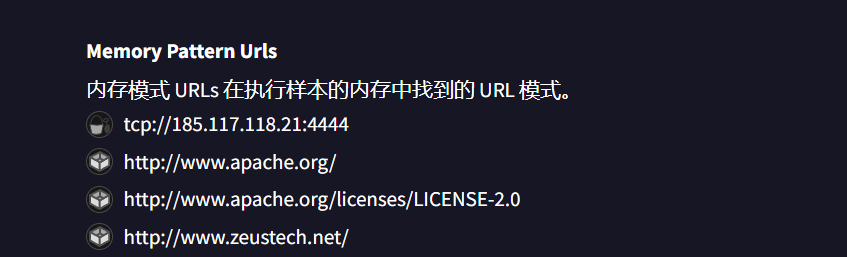 Memory Pattern Urls
内存模式 URLs 在执行样本的内存中找到的 URL 模式。
tcp://185.117.118.21:4444
http://www.apache.org/
http://www.apache.org/licenses/LICENSE-2.0
http://www.zeustech.net/